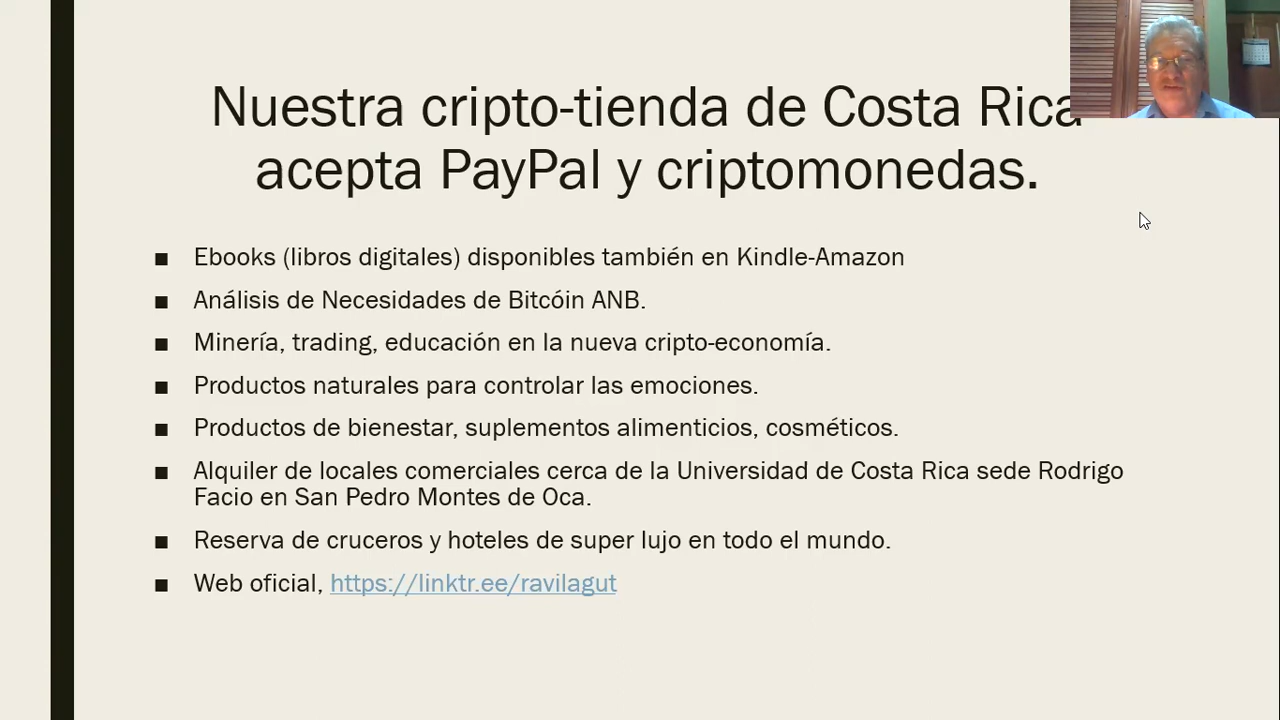 Nuestra cripto-tienda de Costa Rica
acepta PayPal y criptomonedas.
■ Ebooks (libros digitales) disponibles también en Kindle-Amazon
■ Análisis de Necesidades de Bitcóin ANB.
■ Minería, trading, educación en la nueva cripto-economía.
■ Productos naturales para controlar las emociones.
■ Productos de bienestar, suplementos alimenticios, cosméticos.
■ Alquiler de locales comerciales cerca de la Universidad de Costa Rica sede Rodrigo
Facio en San Pedro Montes de Oca.
■ Reserva de cruceros y hoteles de super lujo en todo el mundo.
■ Web oficial, https://linktr.ee/ravilagut